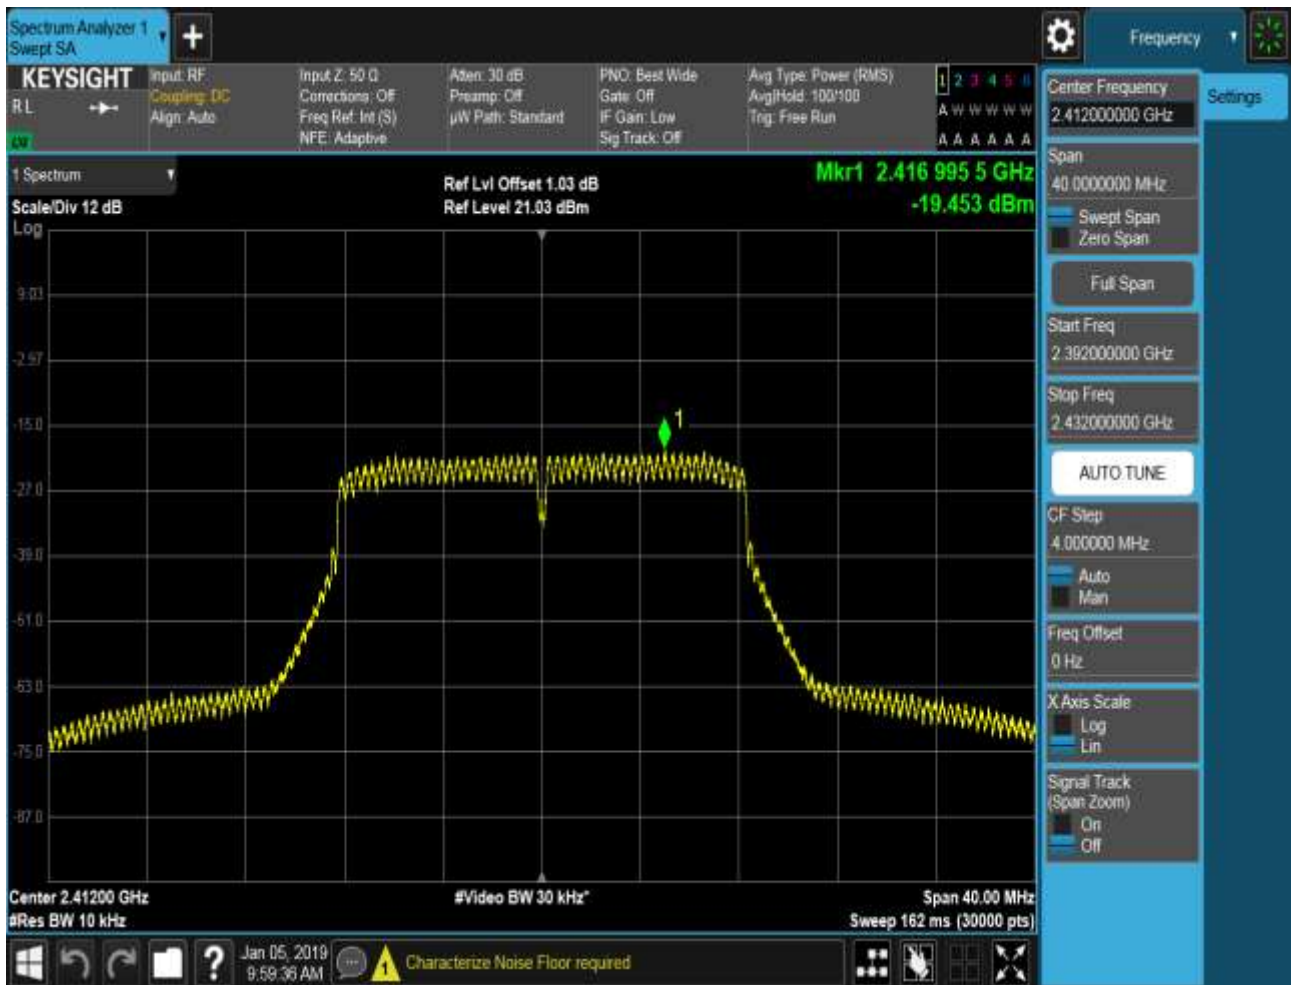 Spectrum Analyzer 1
Swept SA
Frequency
KEYSIGHT
R L
Input: RF
Coupling: DC
Align: Auto
Input Z: 50 Ω
Corrections: Off
Freq Ref: Int (S)
NFE: Adaptive
Atten: 30 dB
Preamp: Off
µW Path: Standard
PNO: Best Wide
Gate: Off
IF Gain: Low
Sig Track: Off
Avg Type: Power (RMS)
Avg|Hold: 100/100
Trig: Free Run
1 2 3 4 5 6
A W W W W W
A A A A A A
1 Spectrum
Scale/Div 12 dB
Log
Ref Lvl Offset 1.03 dB
Ref Level 21.03 dBm
Mkr1 2.416 995 5 GHz
-19.453 dBm
9.03
-2.97
-15.0
-27.0
-39.0
-51.0
-63.0
-75.0
-87.0
1
Center 2.41200 GHz
#Res BW 10 kHz
#Video BW 30 kHz*
Span 40.00 MHz
Sweep 162 ms (30000 pts)
Center Frequency
2.412000000 GHz
Settings
Span
40.0000000 MHz
Swept Span
Zero Span
Full Span
Start Freq
2.392000000 GHz
Stop Freq
2.432000000 GHz
AUTO TUNE
CF Step
4.000000 MHz
Auto
Man
Freq Offset
0 Hz
X Axis Scale
Log
Lin
Signal Track
(Span Zoom)
On
Off
?
Jan 05, 2019
9:59:36 AM
1
Characterize Noise Floor required